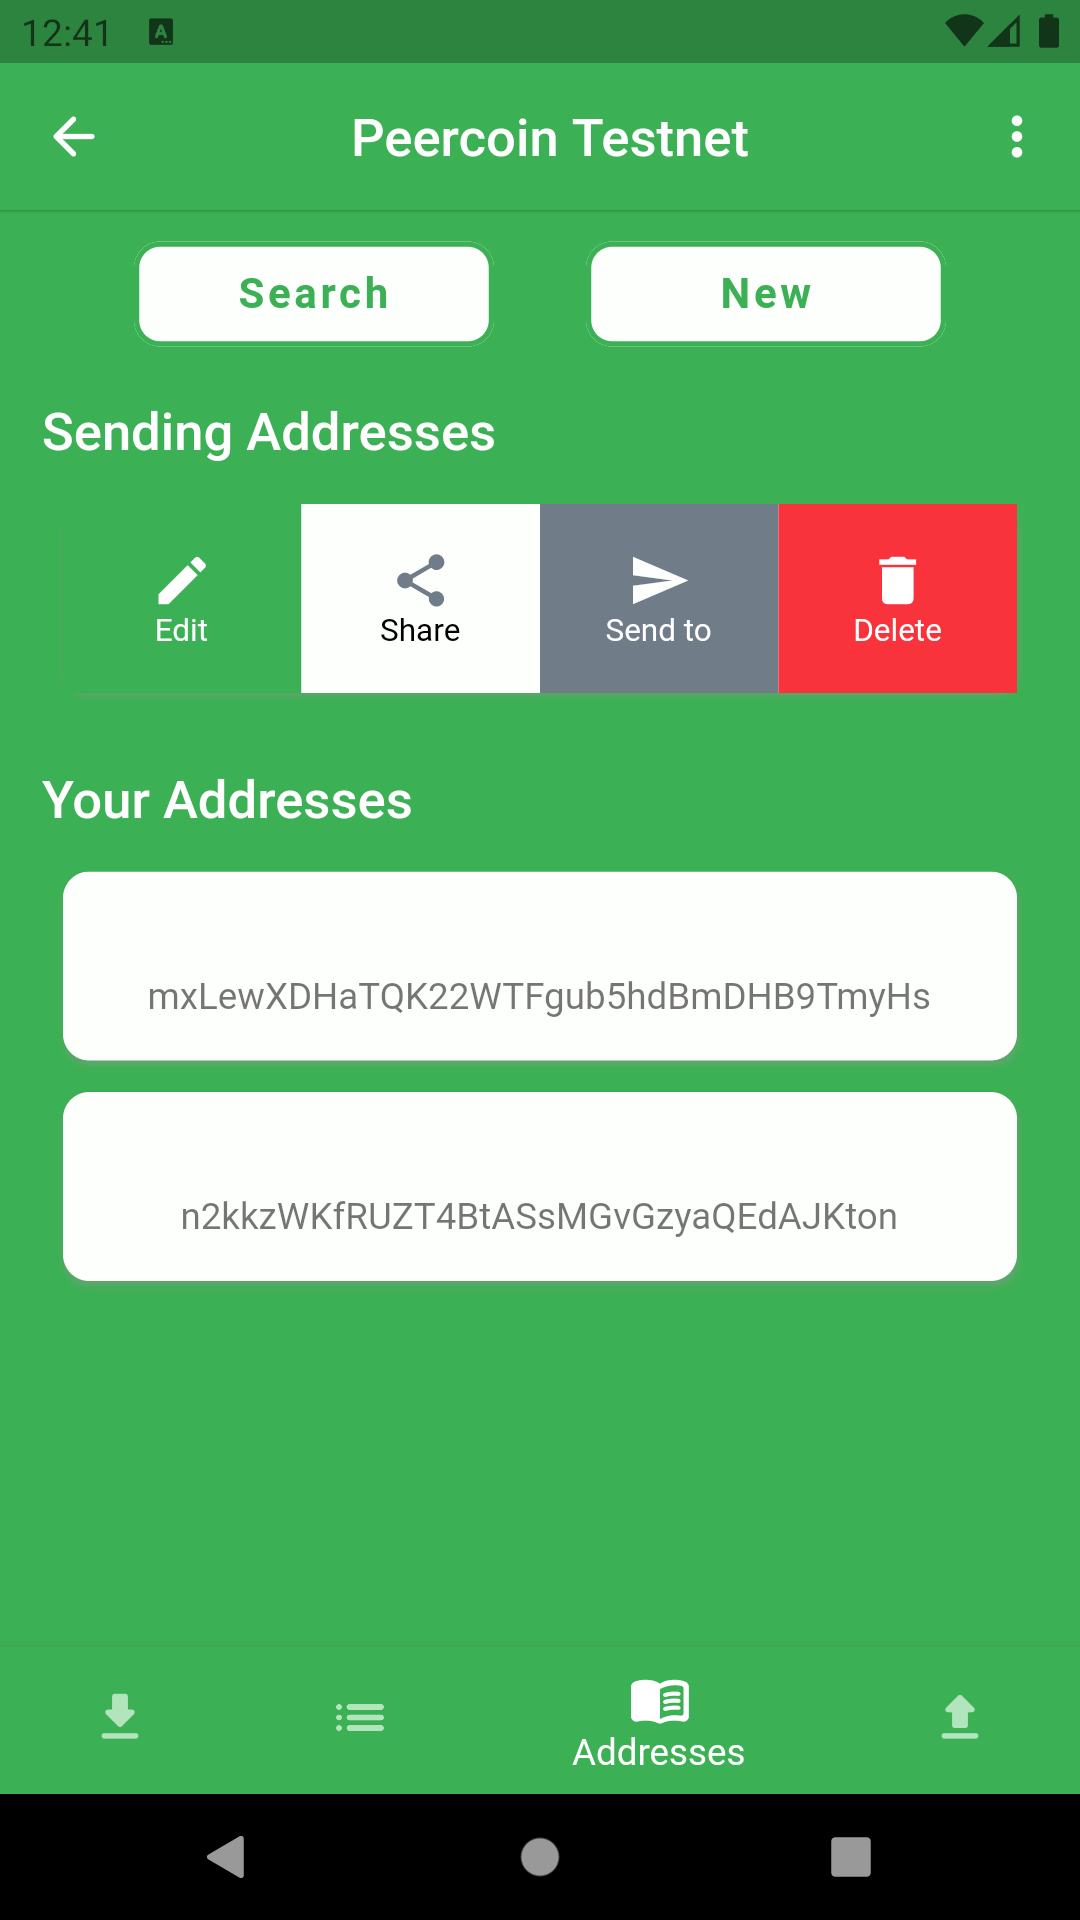 12:41
Peercoin Testnet
Search New
Sending Addresses
Edit Share Send to Delete
Your Addresses
mxLewXDHaTQK22WTFgub5hdBmDHB9TmyHs
n2kkzWKfRUZT4BtASsMGvGzyaQEdAJKton
Addresses